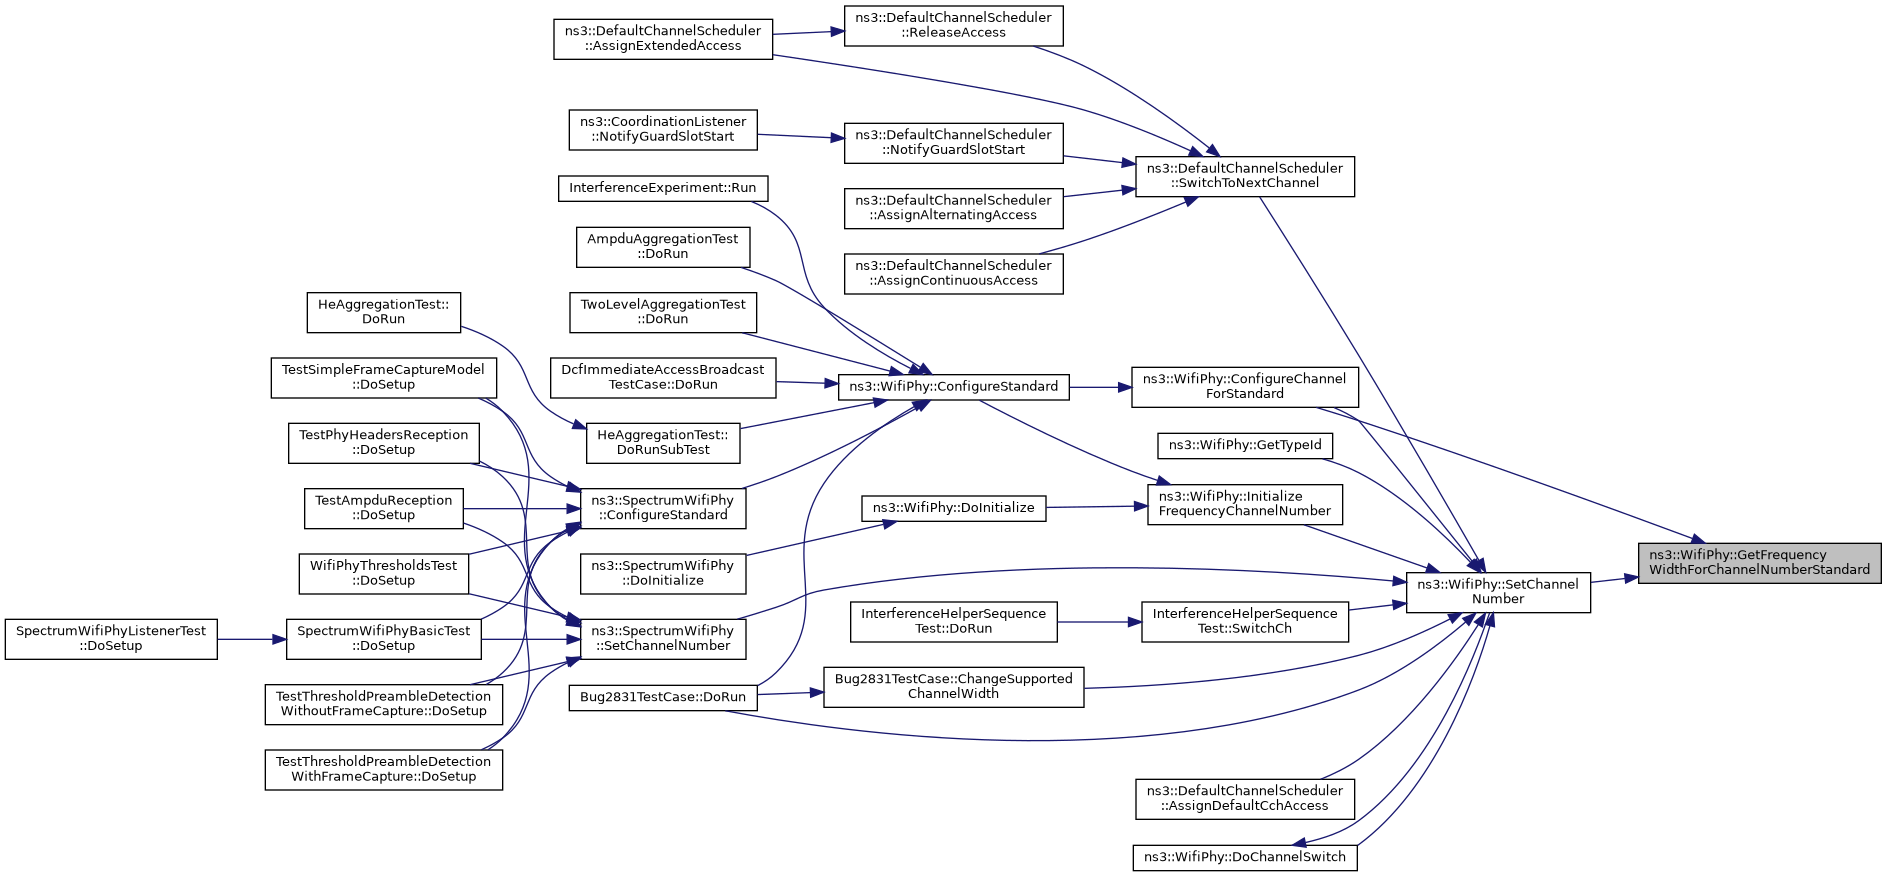 ns3::DefaultChannelScheduler
::AssignExtendedAccess
ns3::DefaultChannelScheduler
::ReleaseAccess
ns3::CoordinationListener
::NotifyGuardSlotStart
ns3::DefaultChannelScheduler
::NotifyGuardSlotStart
ns3::DefaultChannelScheduler
::SwitchToNextChannel
InterferenceExperiment::Run
ns3::DefaultChannelScheduler
::AssignAlternatingAccess
AmpduAggregationTest
::DoRun
ns3::DefaultChannelScheduler
::AssignContinuousAccess
HeAggregationTest::
DoRun
TwoLevelAggregationTest
::DoRun
TestSimpleFrameCaptureModel
::DoSetup
DcfImmediateAccessBroadcast
TestCase::DoRun
ns3::WifiPhy::ConfigureStandard
ns3::WifiPhy::ConfigureChannel
ForStandard
TestPhyHeadersReception
::DoSetup
HeAggregationTest::
DoRunSubTest
ns3::WifiPhy::GetTypeId
TestAmpduReception
::DoSetup
ns3::SpectrumWifiPhy
::ConfigureStandard
ns3::WifiPhy::DoInitialize
ns3::WifiPhy::Initialize
FrequencyChannelNumber
WifiPhyThresholdsTest
::DoSetup
ns3::SpectrumWifiPhy
::DoInitialize
ns3::WifiPhy::SetChannel
Number
ns3::WifiPhy::GetFrequency
WidthForChannelNumberStandard
SpectrumWifiPhyListenerTest
::DoSetup
SpectrumWifiPhyBasicTest
::DoSetup
ns3::SpectrumWifiPhy
::SetChannelNumber
InterferenceHelperSequence
Test::DoRun
InterferenceHelperSequence
Test::SwitchCh
TestThresholdPreambleDetection
WithoutFrameCapture::DoSetup
Bug2831TestCase::DoRun
Bug2831TestCase::ChangeSupported
ChannelWidth
TestThresholdPreambleDetection
WithFrameCapture::DoSetup
ns3::DefaultChannelScheduler
::AssignDefaultCchAccess
ns3::WifiPhy::DoChannelSwitch